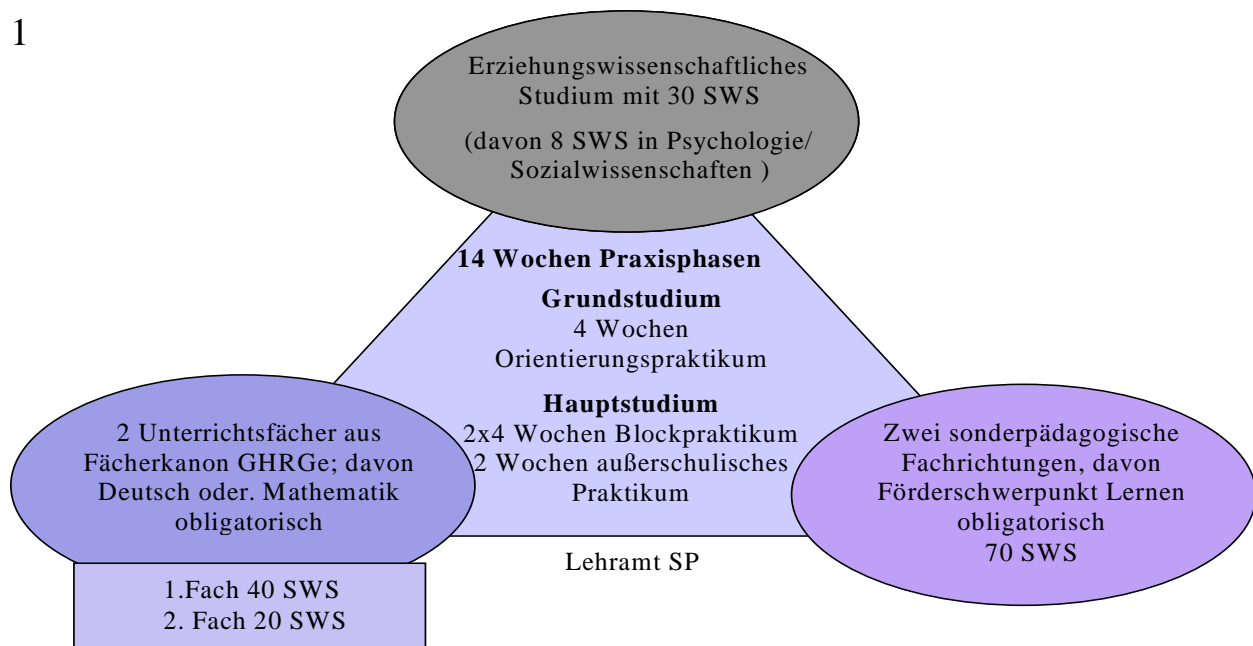 1
Erziehungswissenschaftliches
Studium mit 30 SWS
(davon 8 SWS in Psychologie/
Sozialwissenschaften )
14 Wochen Praxisphasen
Grundstudium
4 Wochen
Orientierungspraktikum
Hauptstudium
2x4 Wochen Blockpraktikum
2 Wochen außerschulisches
Praktikum
2 Unterrichtsfächer aus
Fächerkanon GHRGe; davon
Deutsch oder. Mathematik
obligatorisch
1.Fach 40 SWS
2. Fach 20 SWS
Zwei sonderpädagogische
Fachrichtungen, davon
Förderschwerpunkt Lernen
obligatorisch
70 SWS
Lehramt SP